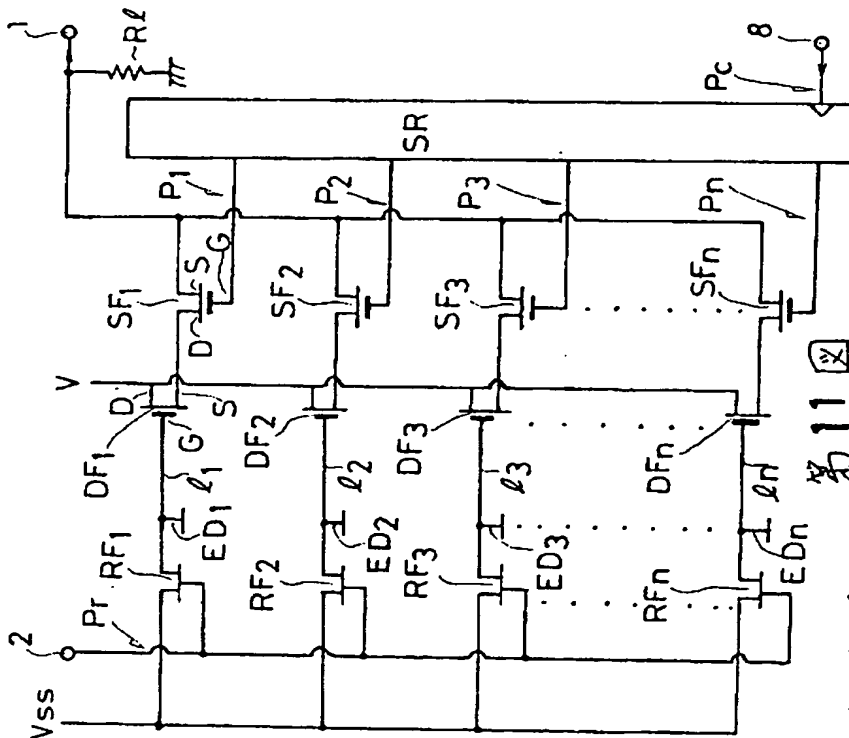 Vss
2
Pr
RF1
ED1
l1
G
DF1
D
S
V
SF1
D
S
G
P1
1
Rl
RF2
ED2
l2
DF2
SF2
P2
RF3
ED3
l3
DF3
SF3
P3
SR
RFn
EDn
ln
DFn
SFn
Pn
Pc
8
第11図